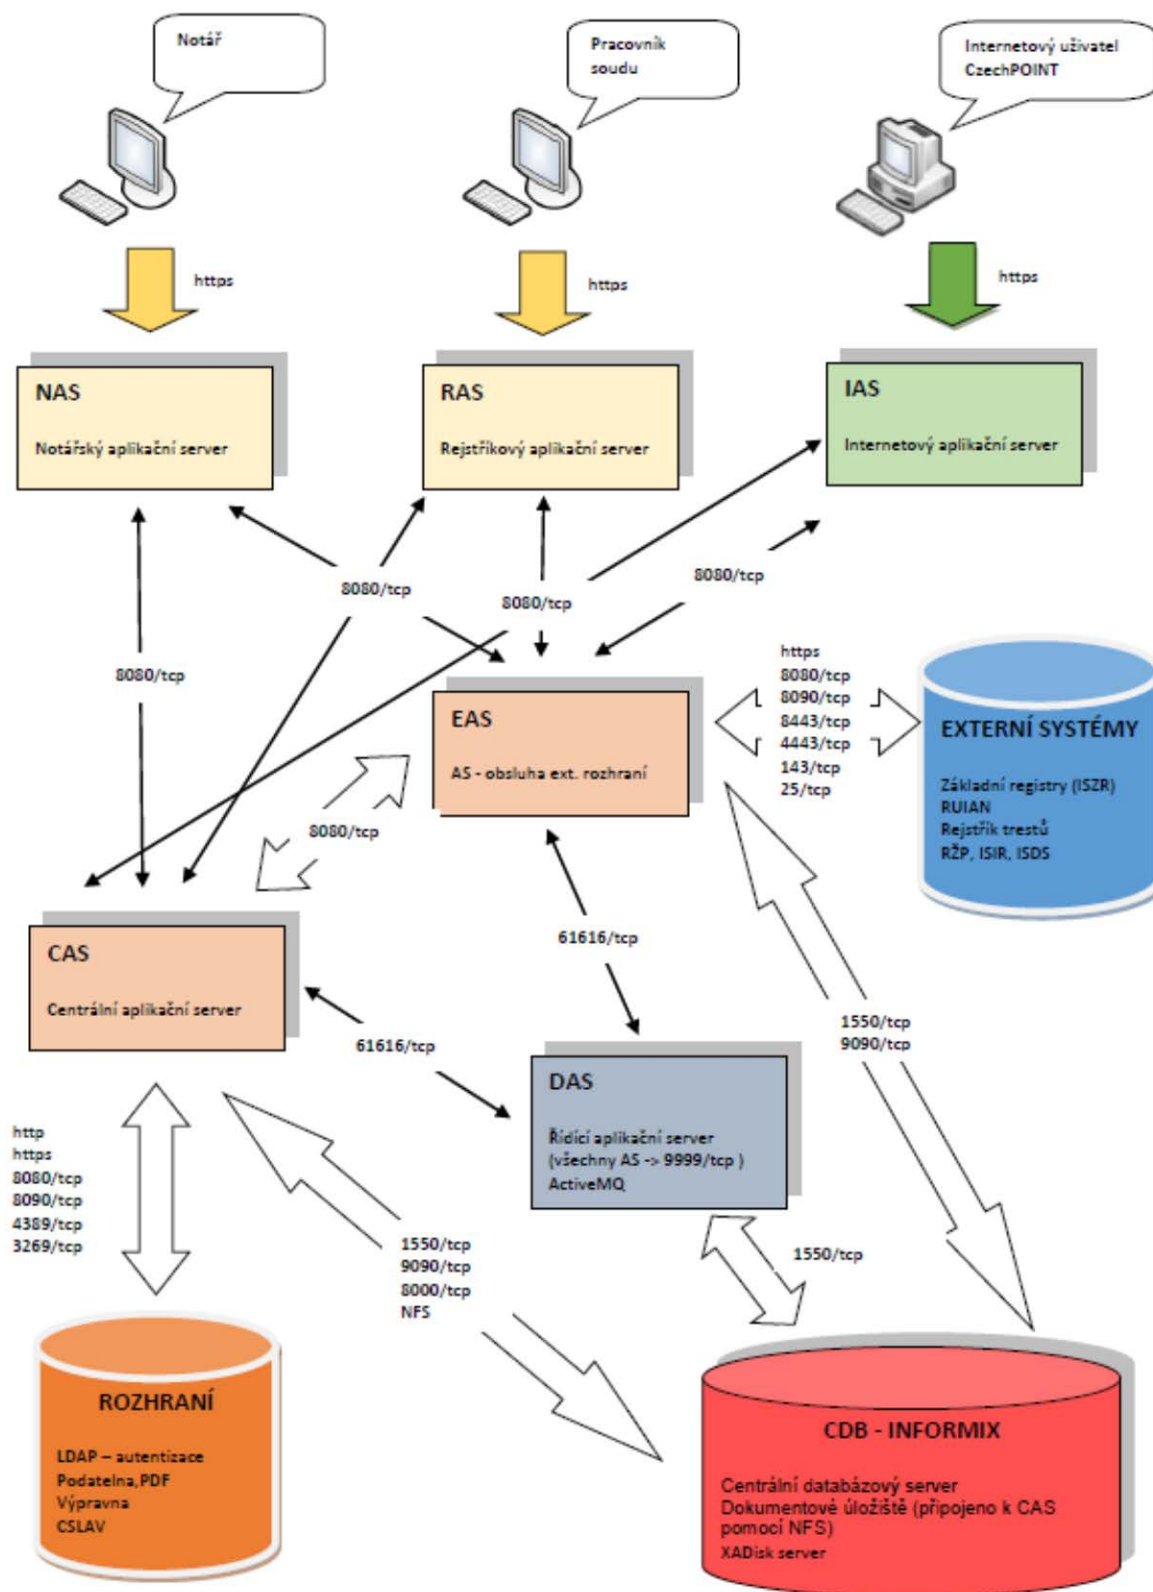 Notář
Pracovník
soudu
Internetový uživatel
CzechPOINT
https
https
https
NAS
Notářský aplikační server
RAS
Rejstříkový aplikační server
IAS
Internetový aplikační server
8080/tcp
8080/tcp
8080/tcp
8080/tcp
https
8080/tcp
8090/tcp
8443/tcp
4443/tcp
143/tcp
25/tcp
EAS
AS - obsluha ext. rozhraní
EXTERNÍ SYSTÉMY
Základní registry (ISZR)
RUIAN
Rejstřík trestů
RŽP, ISIR, ISDS
8080/tcp
CAS
Centrální aplikační server
61616/tcp
61616/tcp
1550/tcp
9090/tcp
DAS
Řídící aplikační server
(všechny AS -> 9999/tcp )
ActiveMQ
http
https
8080/tcp
8090/tcp
4389/tcp
3269/tcp
1550/tcp
9090/tcp
8000/tcp
NFS
1550/tcp
ROZHRANÍ
LDAP – autentizace
Podatelna,PDF
Výpravna
CSLAV
CDB - INFORMIX
Centrální databázový server
Dokumentové úložiště (připojeno k CAS
pomocí NFS)
XADisk server